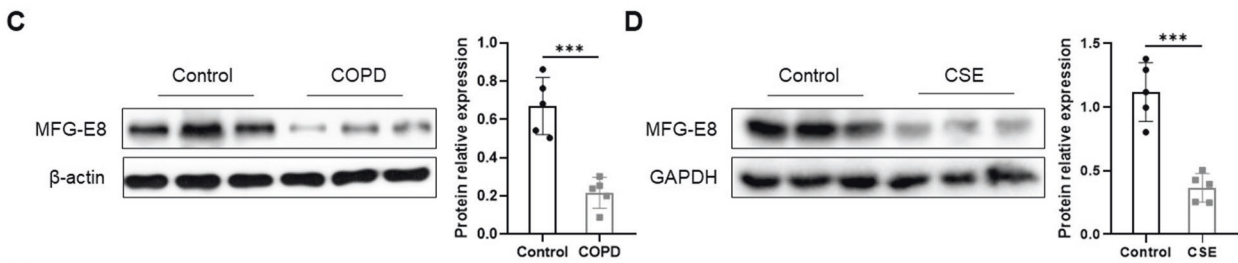 C
Control COPD
MFG-E8
β-actin
Protein relative expression
1.0
0.8
0.6
0.4
0.2
0.0
***
Control COPD
D
Control CSE
MFG-E8
GAPDH
Protein relative expression
1.5
1.0
0.5
0.0
***
Control CSE